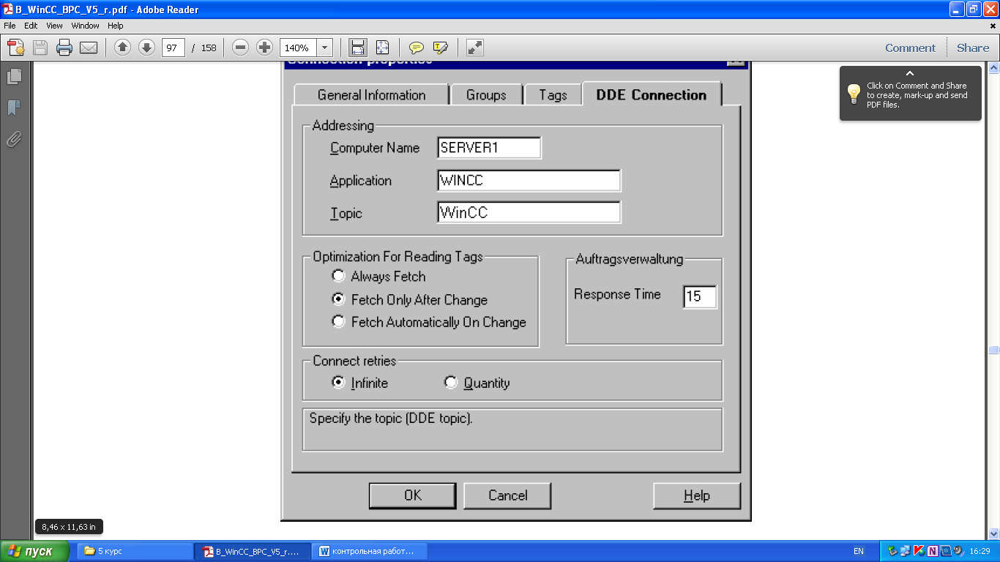 B_WinCC_BPC_V5_r.pdf - Adobe Reader
File Edit View Window Help
97 / 158 140% Comment Share
Click on Comment and Share
to create, mark-up and send
PDF files.
Connection properties
General Information Groups Tags DDE Connection
Addressing
Computer Name SERVER1
Application WINCC
Topic WinCC
Optimization For Reading Tags
Always Fetch
Fetch Only After Change
Fetch Automatically On Change
Auftragsverwaltung
Response Time 15
Connect retries
Infinite Quantity
Specify the topic (DDE topic).
OK Cancel Help
8,46 x 11,63 in
пуск 5 курс B_WinCC_BPC_V5_r.... контрольная работ... EN 16:29